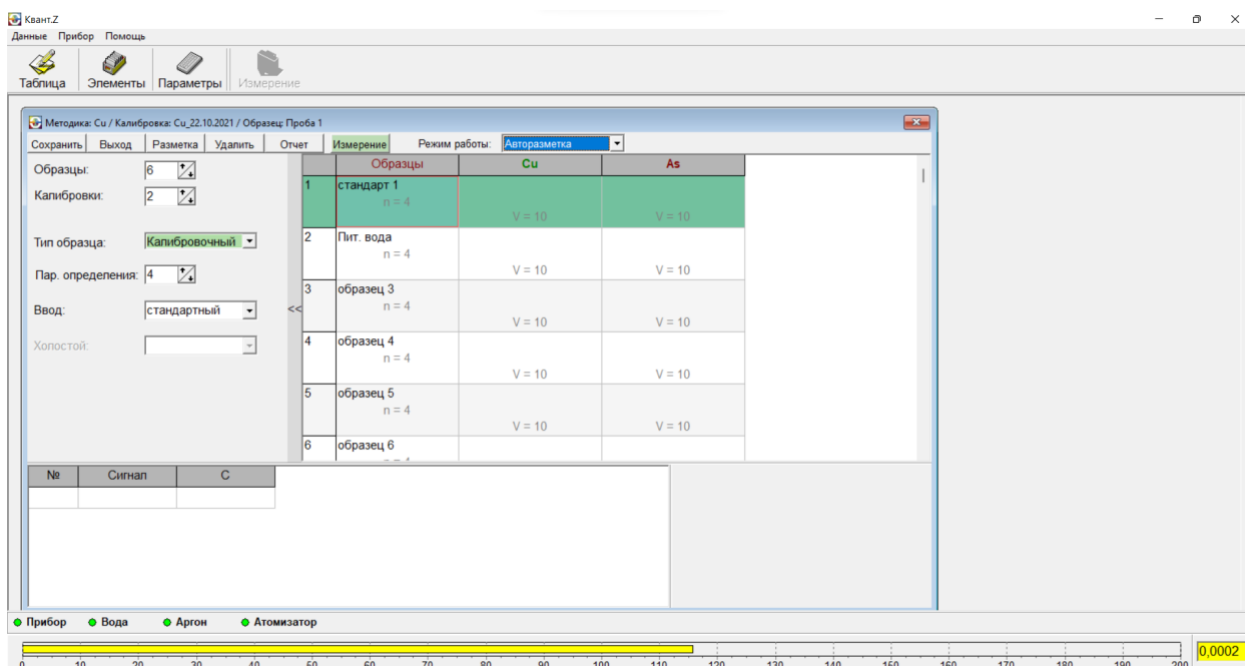 Квант.Z
Данные Прибор Помощь
Таблица Элементы Параметры Измерение
Методика: Cu / Калибровка: Cu_22.10.2021 / Образец: Проба 1
Сохранить Выход Разметка Удалить Отчет Измерение Режим работы: Авторазметка
Образцы: 6
Калибровки: 2
Тип образца: Калибровочный
Пар. определения: 4
Ввод: стандартный
Холостой:
<<
Образцы Cu As
1 стандарт 1
n = 4
V = 10 V = 10
2 Пит. вода
n = 4
V = 10 V = 10
3 образец 3
n = 4
V = 10 V = 10
4 образец 4
n = 4
V = 10 V = 10
5 образец 5
n = 4
V = 10 V = 10
6 образец 6
№ Сигнал C
Прибор Вода Аргон Атомизатор
0,0002
0 10 20 30 40 50 60 70 80 90 100 110 120 130 140 150 160 170 180 190 200